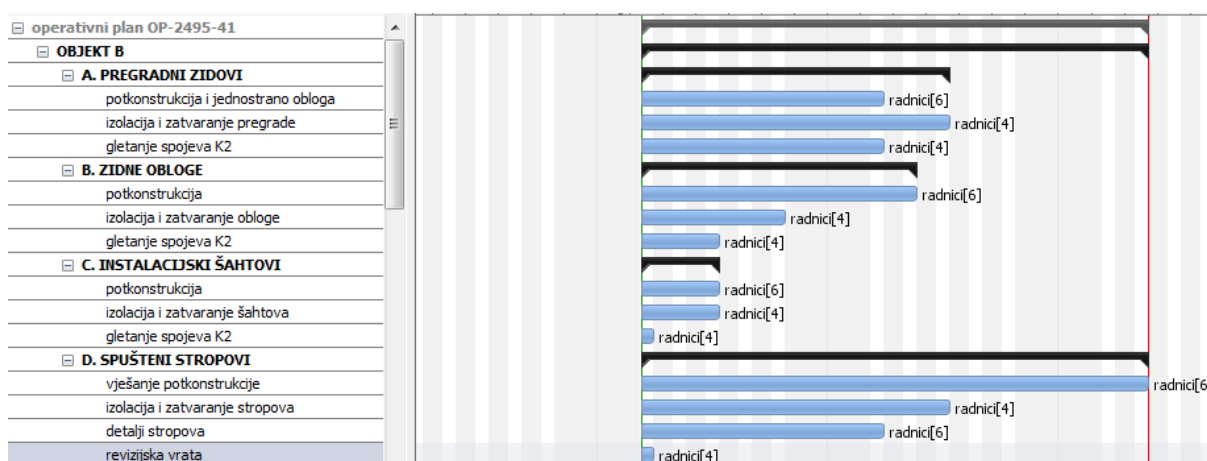 operativni plan OP-2495-41
OBJEKT B
A. PREGRADNI ZIDOVI
potkonstrukcija i jednostrano obloga radnici[6]
izolacija i zatvaranje pregrade radnici[4]
gletanje spojeva K2 radnici[4]
B. ZIDNE OBLOGE
potkonstrukcija radnici[6]
izolacija i zatvaranje obloge radnici[4]
gletanje spojeva K2 radnici[4]
C. INSTALACIJSKI ŠAHTOVI
potkonstrukcija radnici[6]
izolacija i zatvaranje šahtova radnici[4]
gletanje spojeva K2 radnici[4]
D. SPUŠTENI STROPOVI
vješanje potkonstrukcije radnici[6
izolacija i zatvaranje stropova radnici[4]
detalji stropova radnici[6]
revizijska vrata radnici[4]